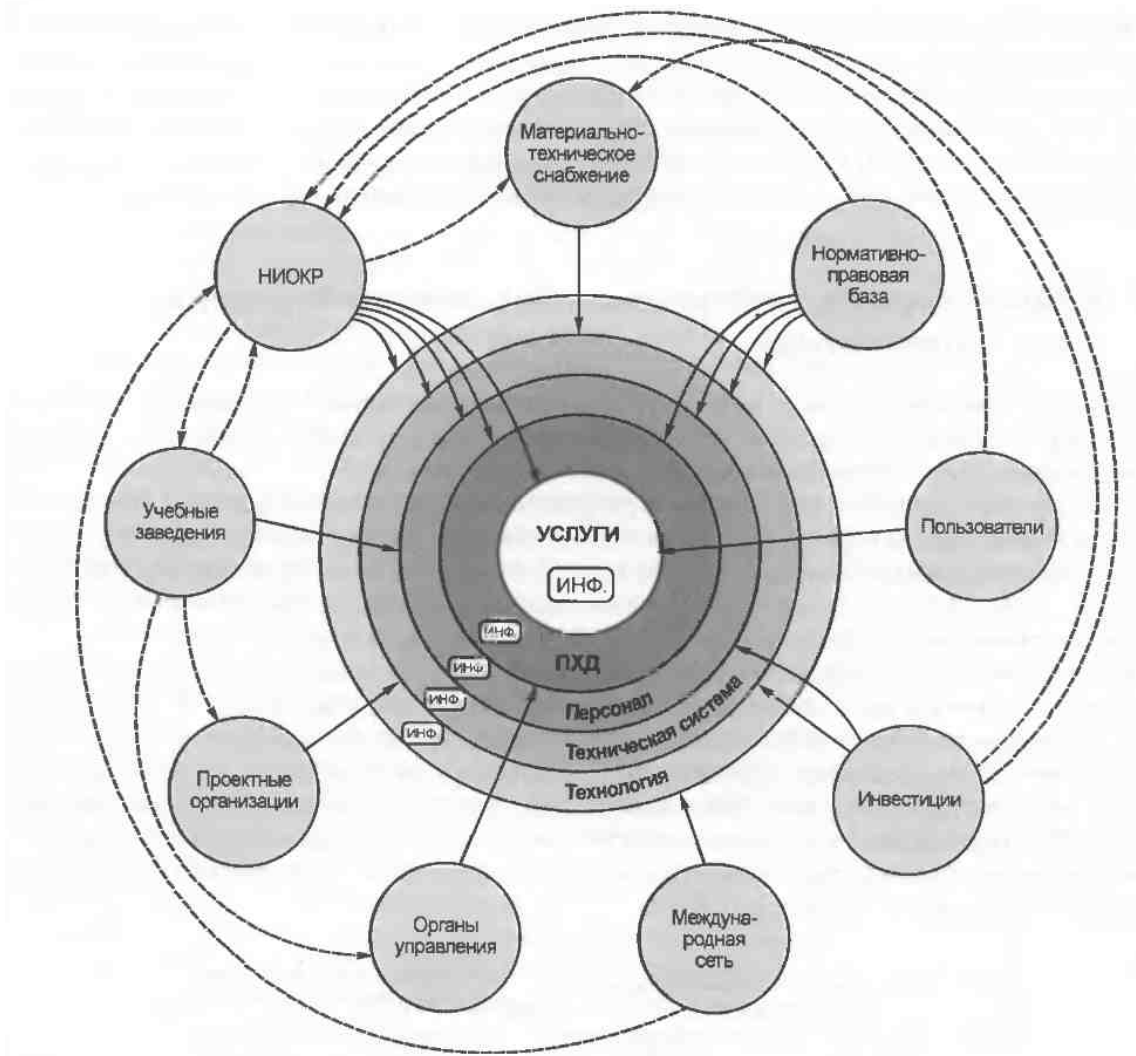 Материально-
техническое
снабжение
НИОКР
Нормативно-
правовая
база
Учебные
заведения
УСЛУГИ
ИНФ.
Пользователи
ИНФ.
ПХД
ИНФ.
Персонал
ИНФ.
Техническая система
ИНФ.
Технология
Проектные
организации
Инвестиции
Органы
управления
Междуна-
родная
сеть